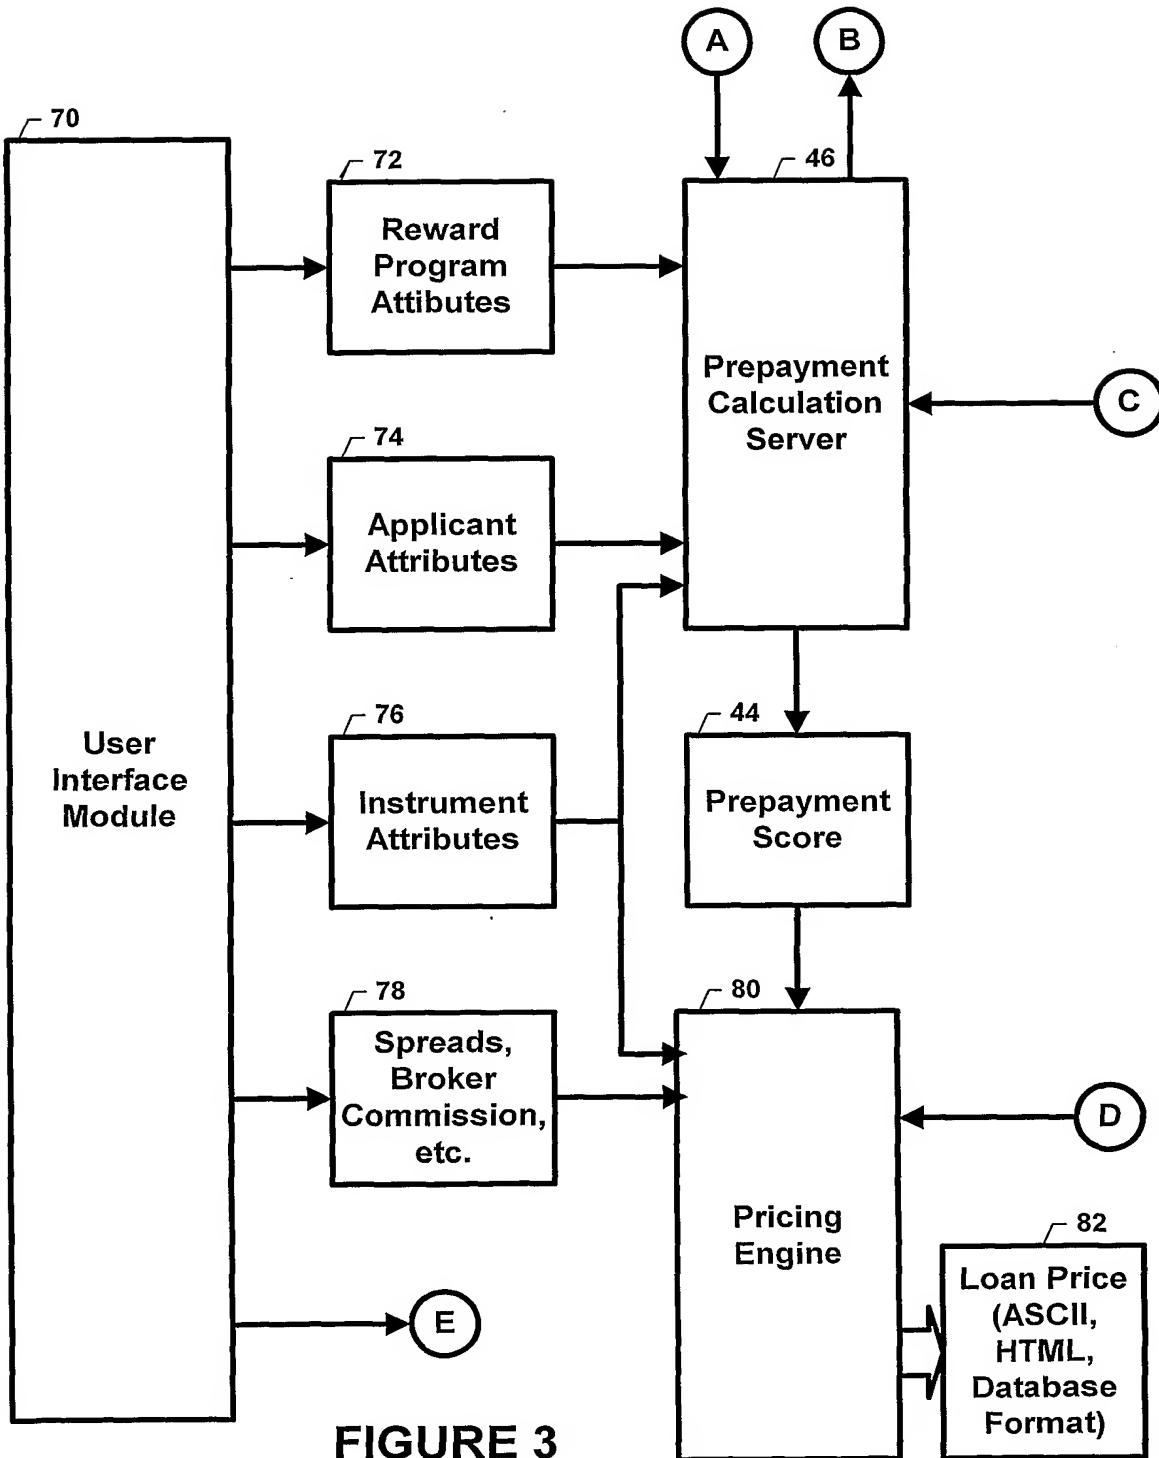 A
B
70
72
46
Reward
Program
Attibutes
Prepayment
Calculation
Server
C
74
Applicant
Attributes
76
44
User
Interface
Module
Instrument
Attributes
Prepayment
Score
78
80
Spreads,
Broker
Commission,
etc.
D
Pricing
Engine
82
Loan Price
(ASCII,
HTML,
Database
Format)
E
FIGURE 3